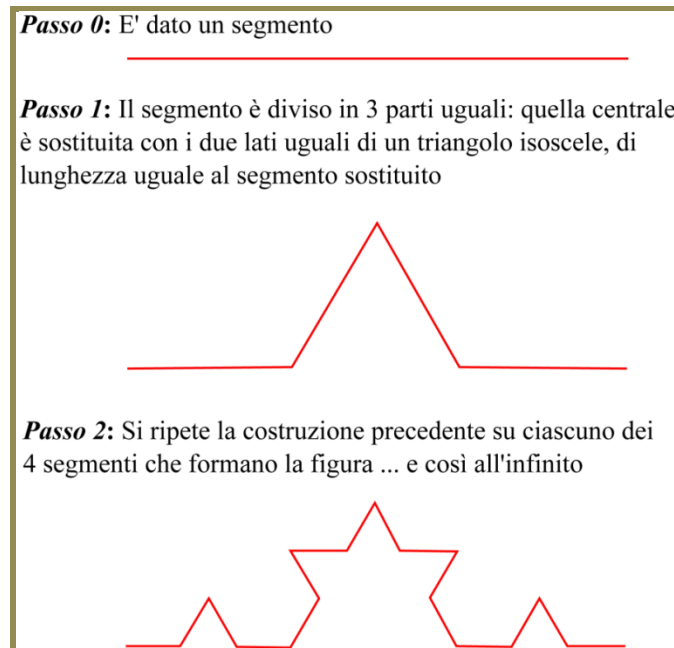 Passo 0: E' dato un segmento
Passo 1: Il segmento è diviso in 3 parti uguali: quella centrale
è sostituita con i due lati uguali di un triangolo isoscele, di
lunghezza uguale al segmento sostituito
Passo 2: Si ripete la costruzione precedente su ciascuno dei
4 segmenti che formano la figura ... e così all'infinito